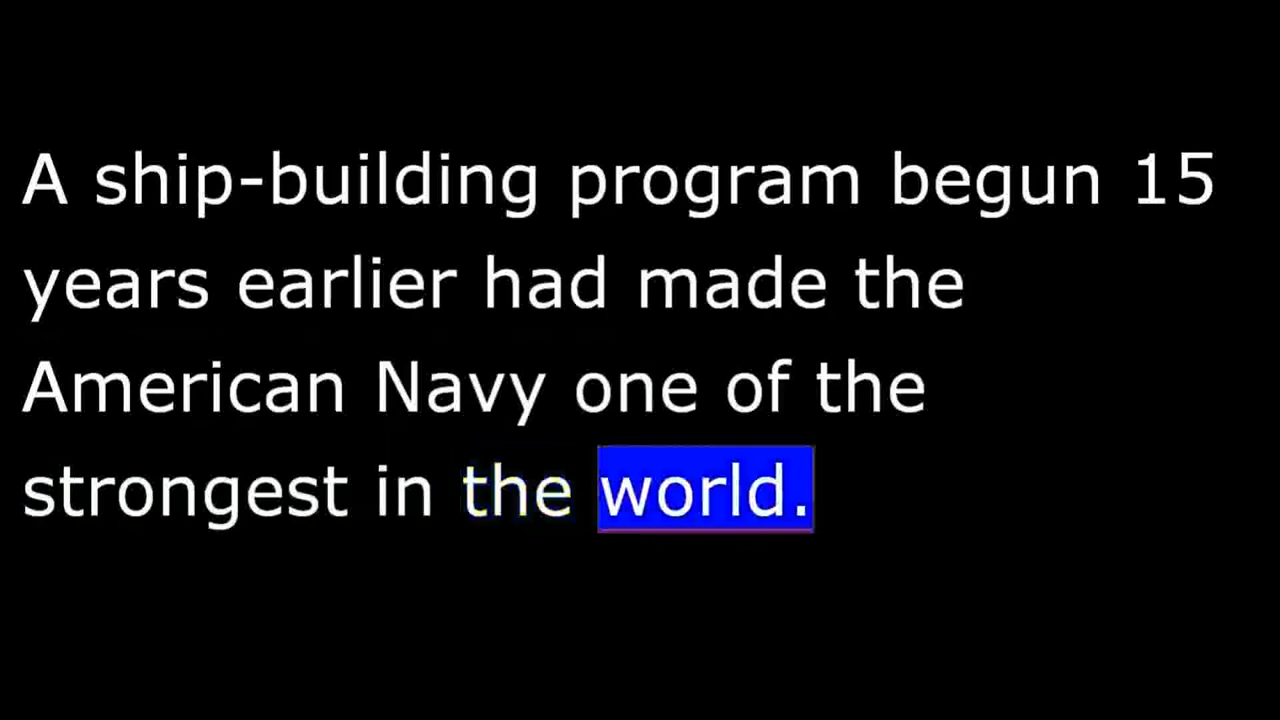 A ship-building program begun 15
years earlier had made the
American Navy one of the
strongest in the world.